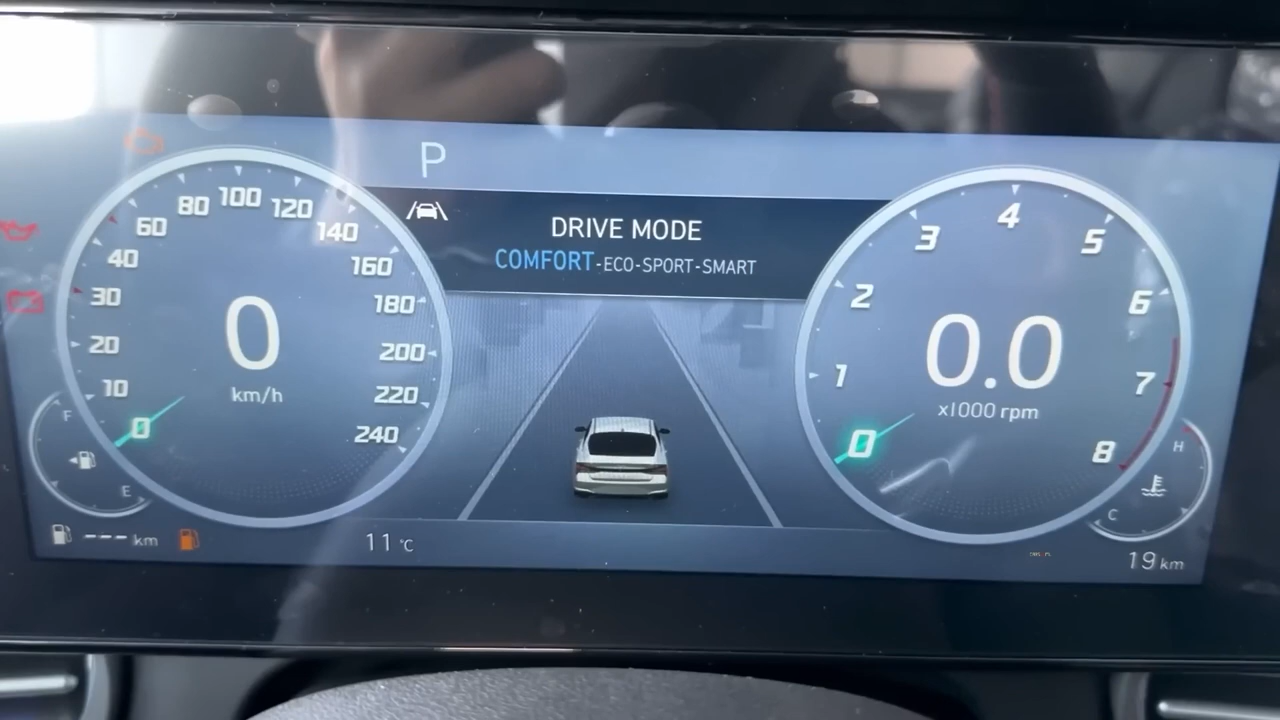 P
DRIVE MODE
COMFORT-ECO-SPORT-SMART
0
10
20
30
40
60
80
100
120
140
160
180
200
220
240
0
km/h
F
E
0
1
2
3
4
5
6
7
8
0.0
x1000 rpm
H
C
--- km
11 °C
19 km